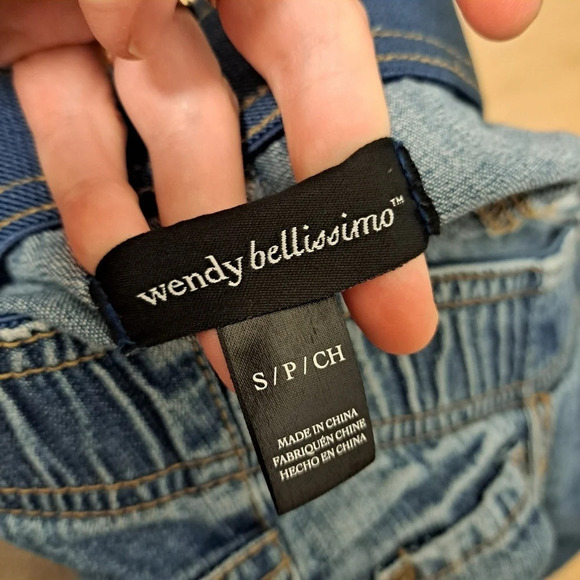 wendy bellissimo™
S/P/CH
MADE IN CHINA
FABRIQUÉN CHINE
HECHO EN CHINA